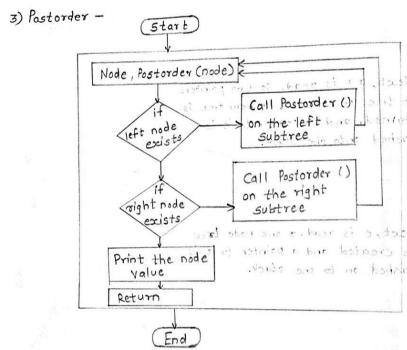 3) Postorder –
Start
Node, Postorder (node)
if
left node
exists
Call Postorder (.)
on the left
subtree
if
right node
exists
Call Postorder ()
on the right
subtree
Print the node
value
Return
End